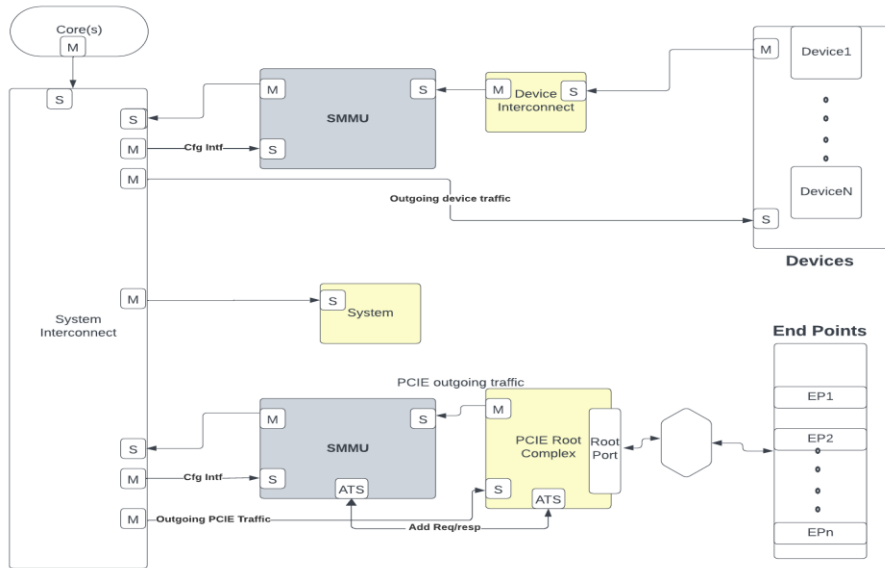 Core(s)
M
S
S
M
M
M
System
Interconnect
S
M
M
M
SMMU
S
S
Cfg Intf
M
Device
Interconnect
S
M
Device1
DeviceN
S
Devices
Outgoing device traffic
S
System
PCIE outgoing traffic
M
SMMU
S
S
ATS
Cfg Intf
Outgoing PCIE Traffic
Add Req/resp
M
PCIE Root
Complex
S
ATS
Root
Port
End Points
EP1
EP2
EPn